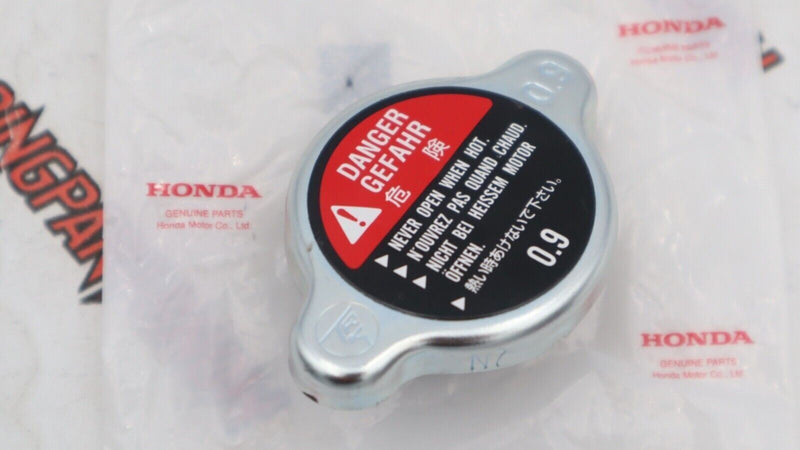 HONDA
GENUINE PARTS
Honda Motor Co., Ltd.
0.9
DANGER
GEFAHR
危険
NEVER OPEN WHEN HOT.
N'OUVREZ PAS QUAND CHAUD.
NICHT BEI HEISSEM MOTOR
ÖFFNEN.
熱い時あけないで下さい。
0.9
HONDA
GENUINE PARTS
Honda Motor Co., Ltd.
HONDA
GENUINE PARTS
Honda Motor Co., Ltd.